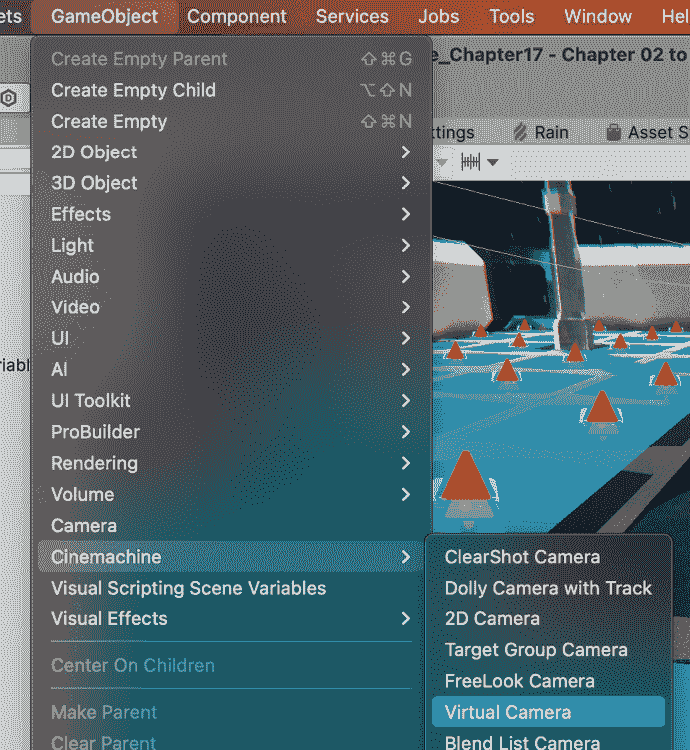 ets GameObject Component Services Jobs Tools Window Hel
e_Chapter17 - Chapter 02 to
ttings Rain Asset S
riabl
Create Empty Parent ⇧⌘G
Create Empty Child ⌥⇧N
Create Empty ⇧⌘N
2D Object
3D Object
Effects
Light
Audio
Video
UI
AI
UI Toolkit
ProBuilder
Rendering
Volume
Camera
Cinemachine
Visual Scripting Scene Variables
Visual Effects
Center On Children
Make Parent
Clear Parent
ClearShot Camera
Dolly Camera with Track
2D Camera
Target Group Camera
FreeLook Camera
Virtual Camera
Blend List Camera